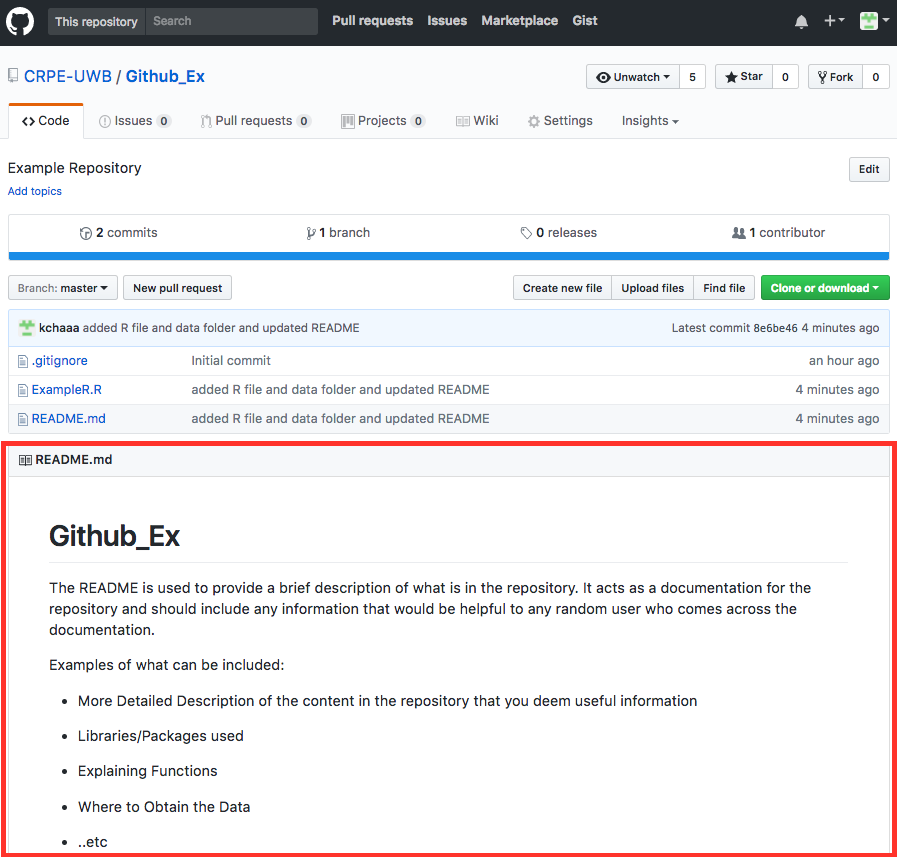 This repository Search Pull requests Issues Marketplace Gist
CRPE-UWB / Github_Ex Unwatch 5 Star 0 Fork 0
Code Issues 0 Pull requests 0 Projects 0 Wiki Settings Insights
Example Repository Edit
Add topics
2 commits 1 branch 0 releases 1 contributor
Branch: master New pull request Create new file Upload files Find file Clone or download
kchaaa added R file and data folder and updated README Latest commit 8e6be46 4 minutes ago
.gitignore Initial commit an hour ago
ExampleR.R added R file and data folder and updated README 4 minutes ago
README.md added R file and data folder and updated README 4 minutes ago
README.md
Github_Ex
The README is used to provide a brief description of what is in the repository. It acts as a documentation for the
repository and should include any information that would be helpful to any random user who comes across the
documentation.
Examples of what can be included:
• More Detailed Description of the content in the repository that you deem useful information
• Libraries/Packages used
• Explaining Functions
• Where to Obtain the Data
• ..etc